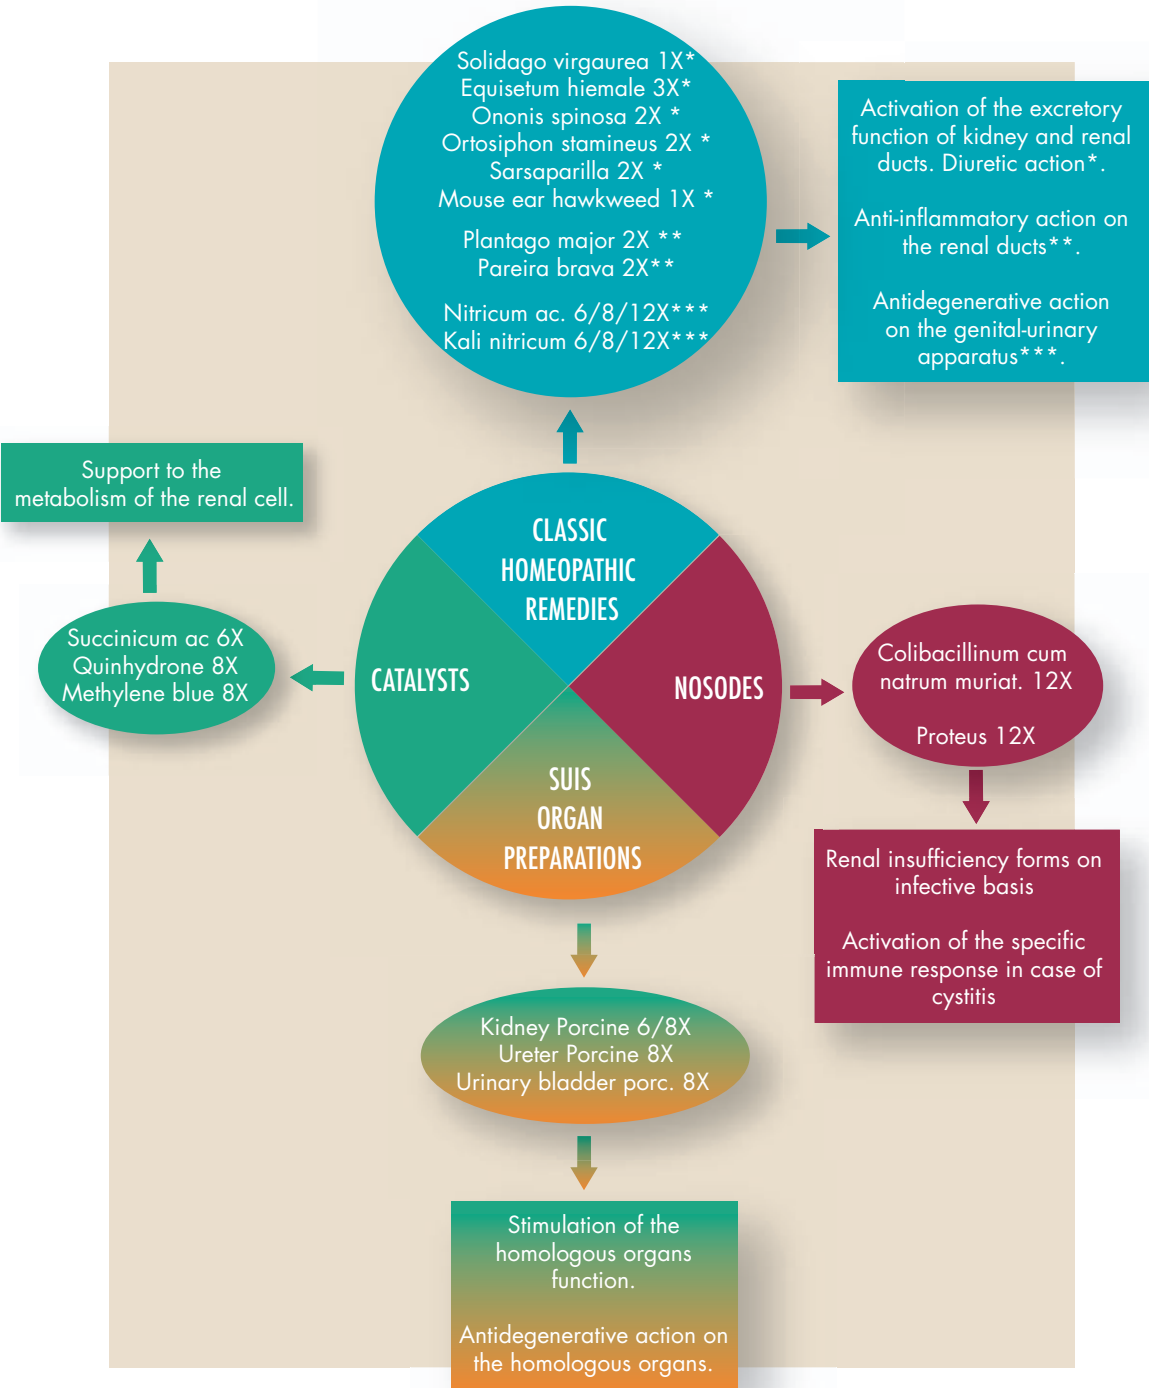 Solidago virgaurea 1X*
Equisetum hiemale 3X*
Ononis spinosa 2X *
Ortosiphon stamineus 2X *
Sarsaparilla 2X *
Mouse ear hawkweed 1X *
Plantago major 2X **
Pareira brava 2X**
Nitricum ac. 6/8/12X***
Kali nitricum 6/8/12X***
Activation of the excretory
function of kidney and renal
ducts. Diuretic action*.
Anti-inflammatory action on
the renal ducts**.
Antidegenerative action
on the genital-urinary
apparatus***.
Support to the
metabolism of the renal cell.
Succinicum ac 6X
Quinhydrone 8X
Methylene blue 8X
CLASSIC
HOMEOPATHIC
REMEDIES
CATALYSTS
NOSODES
SUIS
ORGAN
PREPARATIONS
Colibacillinum cum
natrum muriat. 12X
Proteus 12X
Renal insufficiency forms on
infective basis
Activation of the specific
immune response in case of
cystitis
Kidney Porcine 6/8X
Ureter Porcine 8X
Urinary bladder porc. 8X
Stimulation of the
homologous organs
function.
Antidegenerative action on
the homologous organs.